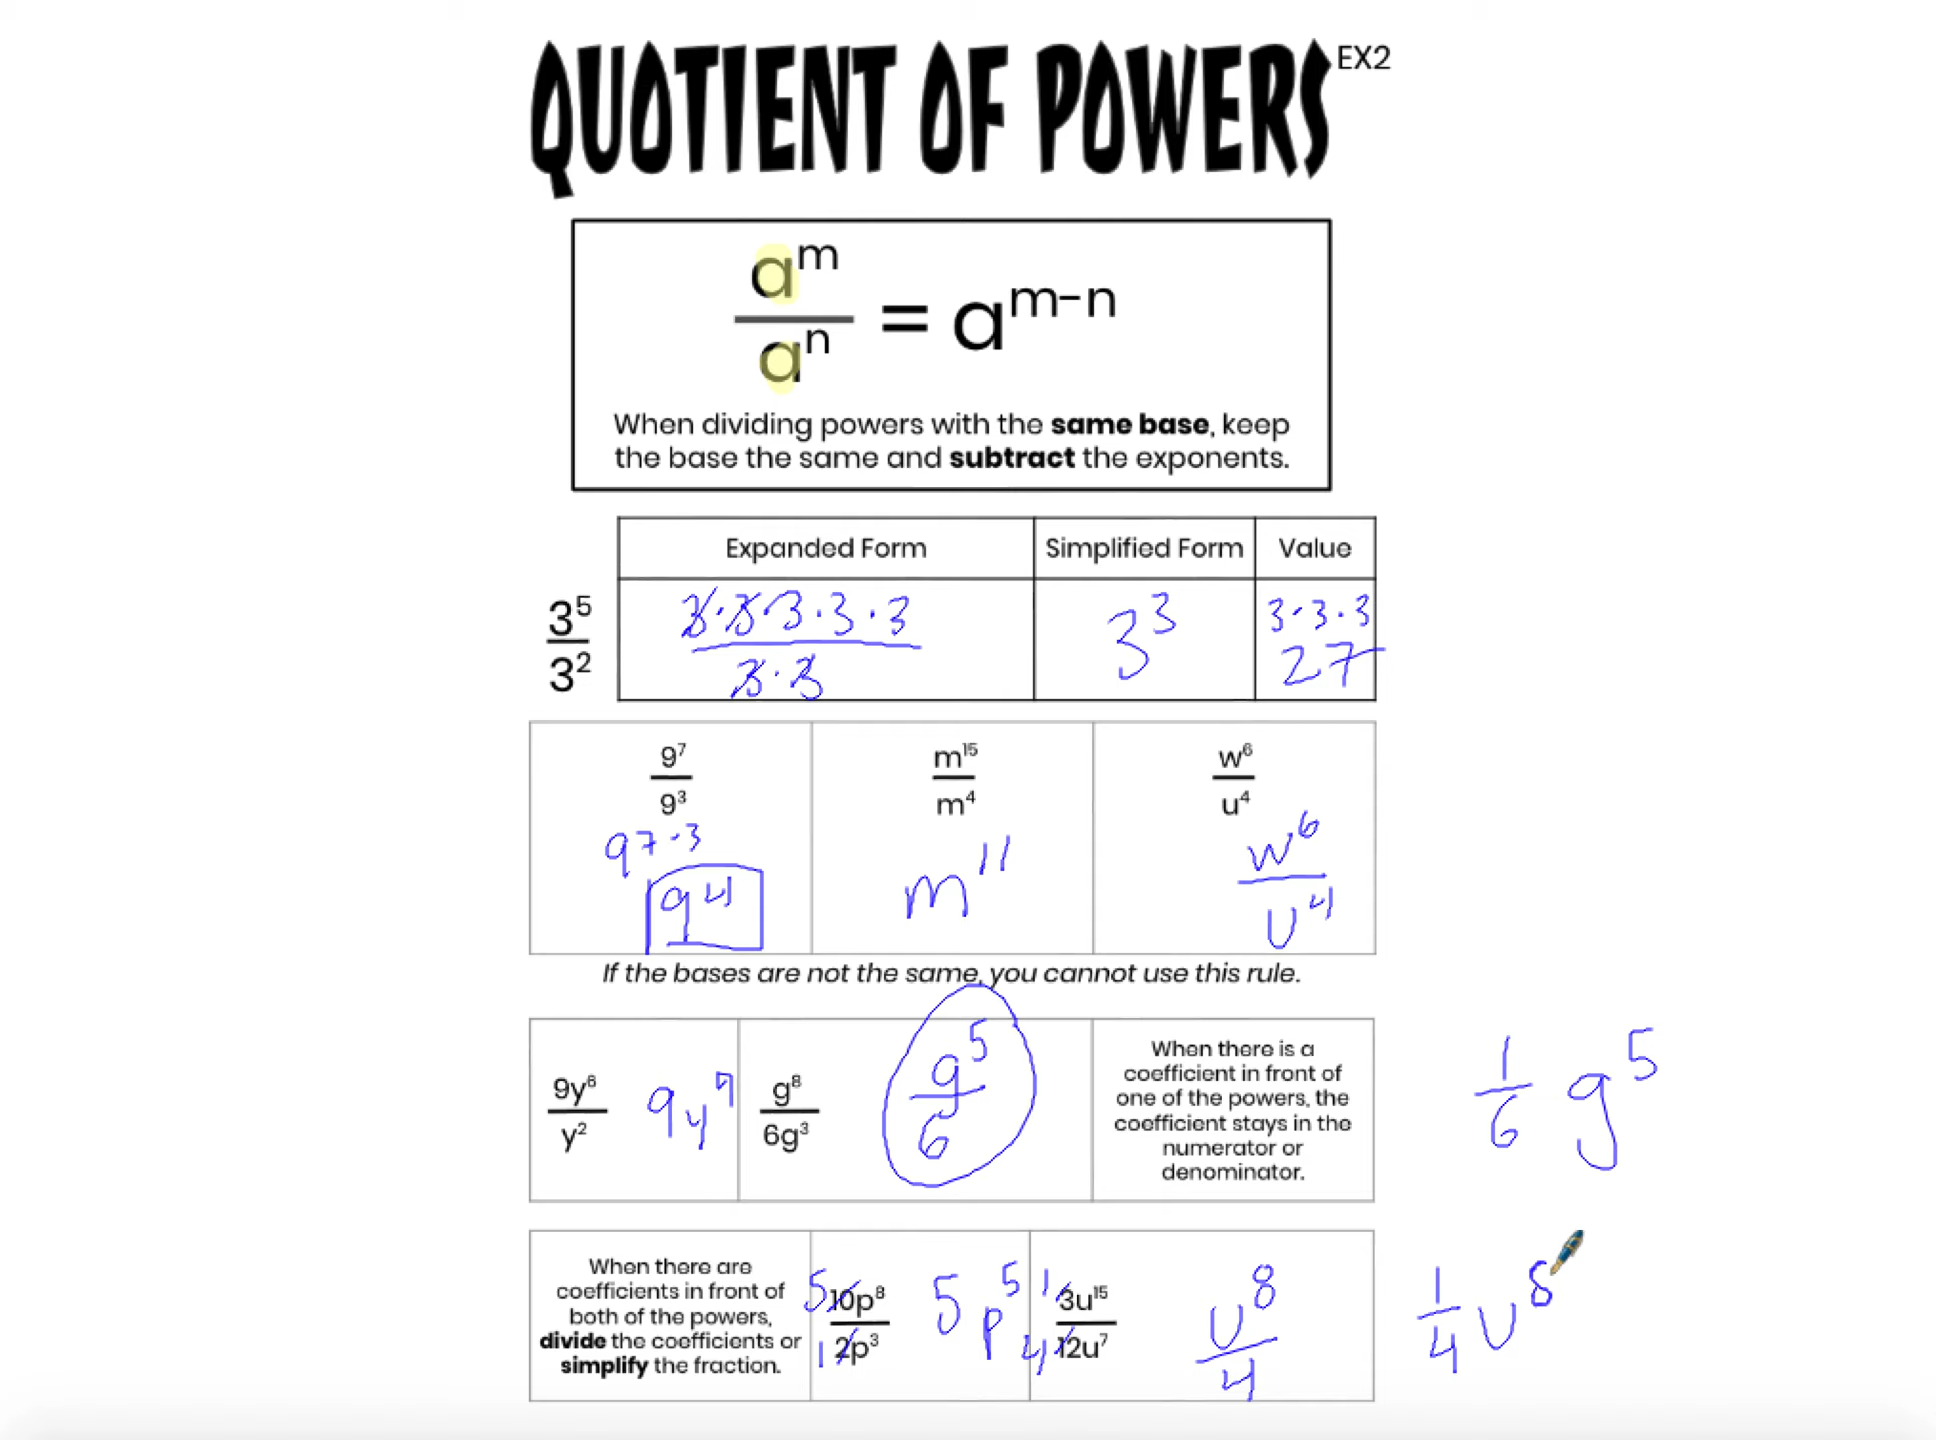 QUOTIENT OF POWERS EX2
a^m / a^n = a^(m-n)
When dividing powers with the same base, keep
the base the same and subtract the exponents.
Expanded Form Simplified Form Value
3^5 / 3^2
3·3·3·3·3 / 3·3
3^3
3·3·3
27
9^7 / 9^3
9^(7-3)
9^4
m^15 / m^4
m^11
w^6 / u^4
w^6 / u^4
If the bases are not the same, you cannot use this rule.
g^8 / 6g^3
g^5 / 6
When there is a
coefficient in front of
one of the powers, the
coefficient stays in the
numerator or
denominator.
1/6 g^5
When there are
coefficients in front of
both of the powers,
divide the coefficients or
simplify the fraction.
5 10p^8 / 1 2p^3
5p^5
1 3u^15 / 4 12u^7
u^8 / 4
1/4 u^8